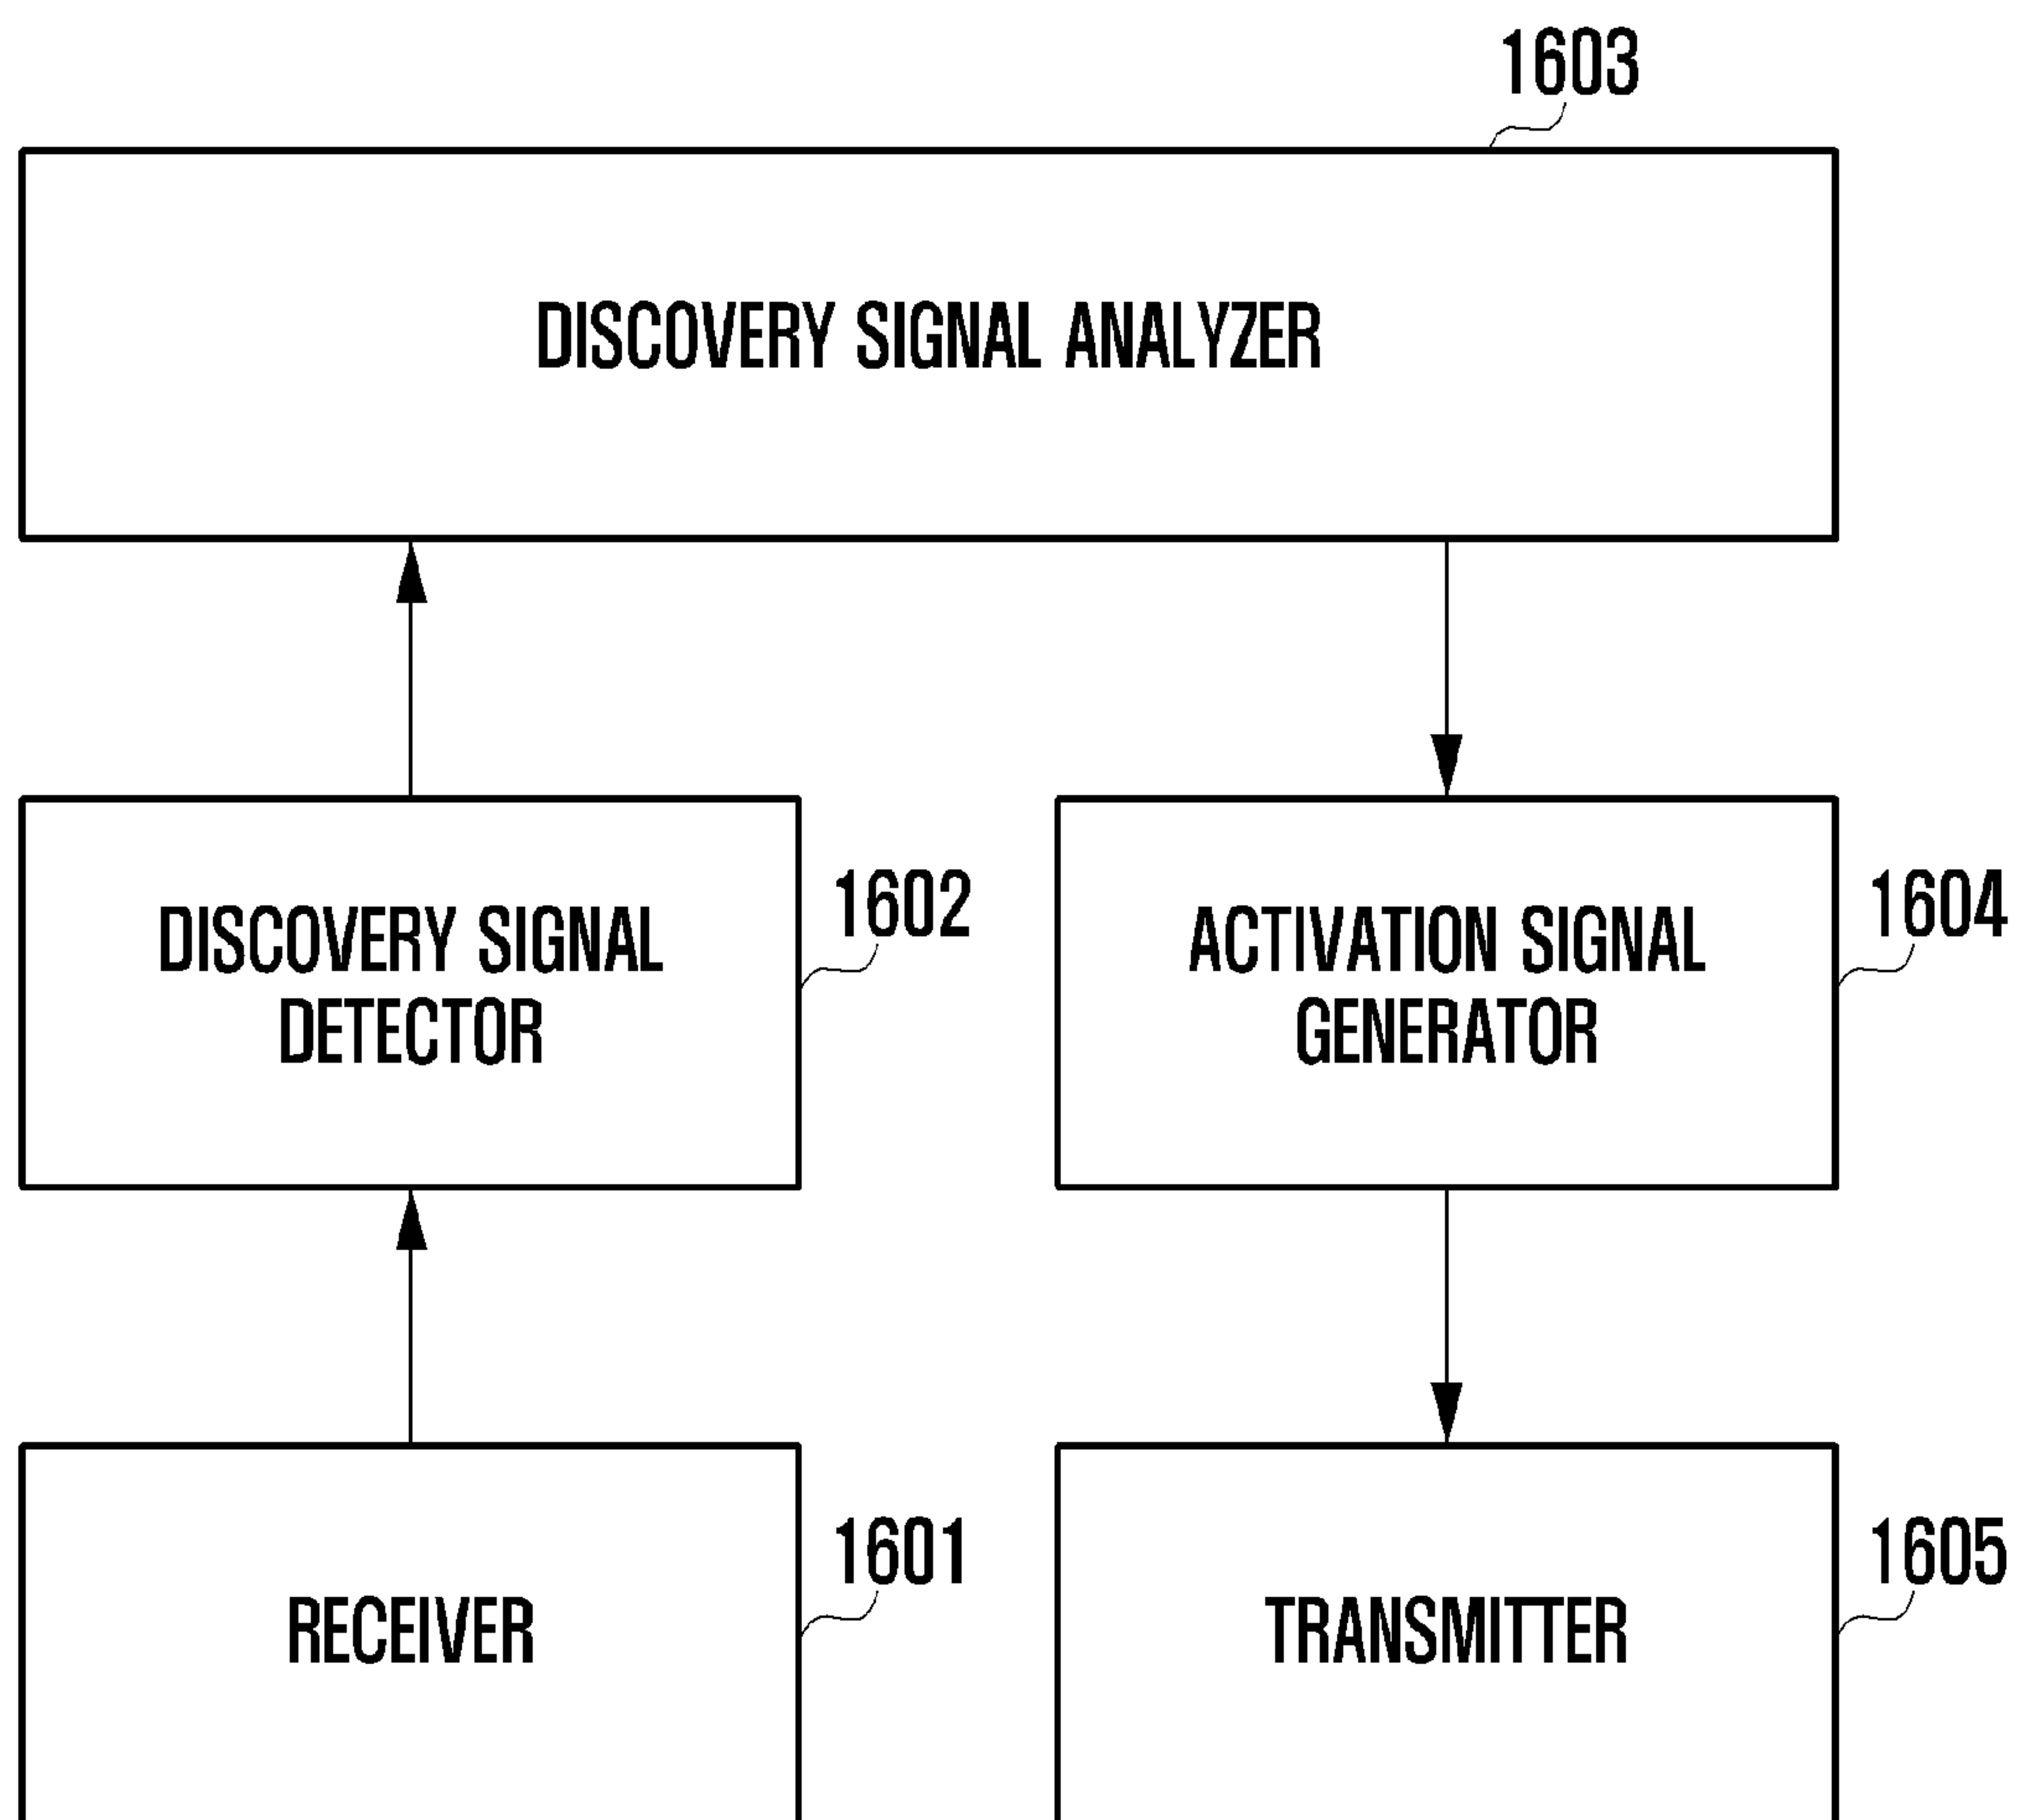 1603
DISCOVERY SIGNAL ANALYZER
1602
DISCOVERY SIGNAL
DETECTOR
1604
ACTIVATION SIGNAL
GENERATOR
1601
RECEIVER
1605
TRANSMITTER